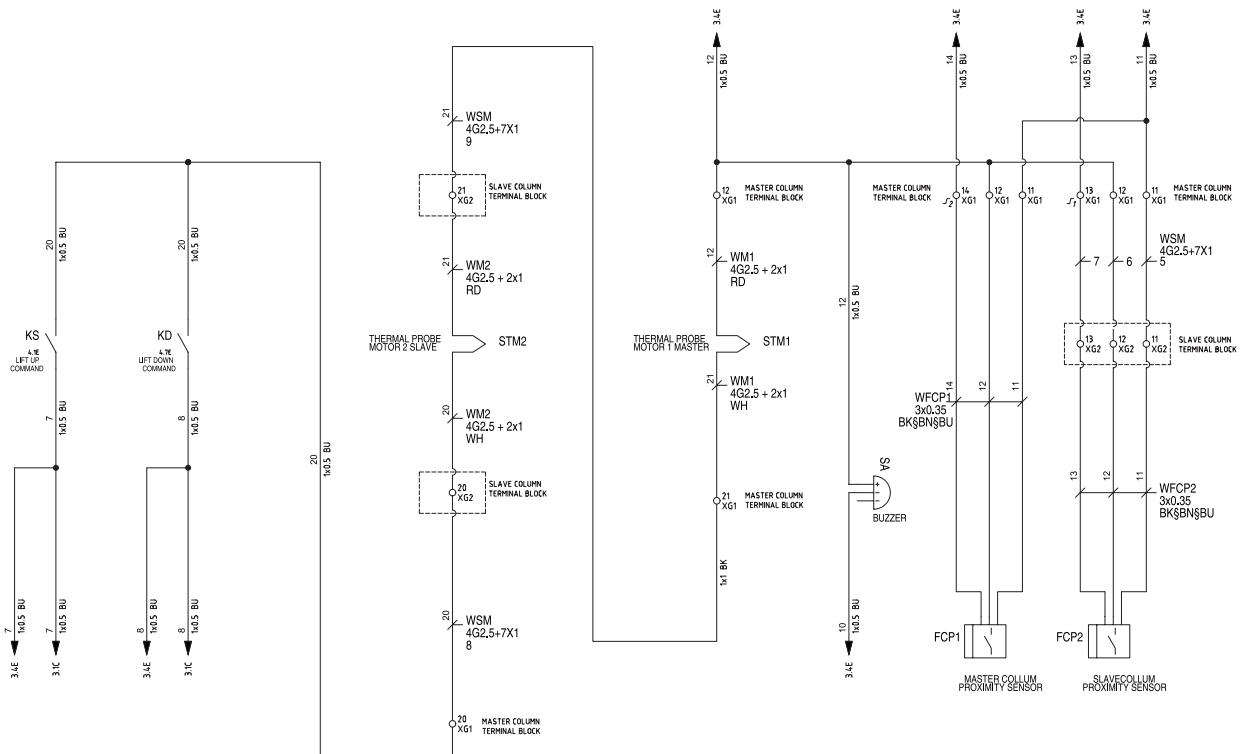 3.4E
3.4E
3.4E
3.4E
12
1x0.5 BU
14
1x0.5 BU
13
1x0.5 BU
11
1x0.5 BU
21
WSM
4G2.5+7X1
9
21
XG2
SLAVE COLUMN
TERMINAL BLOCK
12
XG1
MASTER COLUMN
TERMINAL BLOCK
MASTER COLUMN
TERMINAL BLOCK
14
XG1
12
XG1
11
XG1
13
XG1
12
XG1
11
XG1
MASTER COLUMN
TERMINAL BLOCK
20
1x0.5 BU
20
1x0.5 BU
21
WM2
4G2.5 + 2x1
RD
12
WM1
4G2.5 + 2x1
RD
7
6
WSM
4G2.5+7X1
5
12
1x0.5 BU
KS
4.1E
LIFT UP
COMMAND
KD
4.7E
LIFT DOWN
COMMAND
THERMAL PROBE
MOTOR 2 SLAVE
STM2
THERMAL PROBE
MOTOR 1 MASTER
STM1
13
XG2
12
XG2
11
XG2
SLAVE COLUMN
TERMINAL BLOCK
7
1x0.5 BU
8
1x0.5 BU
20
WM2
4G2.5 + 2x1
WH
21
WM1
4G2.5 + 2x1
WH
14
12
11
WFCP1
3x0.35
BK§BN§BU
20
1x0.5 BU
20
XG2
SLAVE COLUMN
TERMINAL BLOCK
21
XG1
MASTER COLUMN
TERMINAL BLOCK
SA
+
-
BUZZER
13
12
11
WFCP2
3x0.35
BK§BN§BU
1x1 BK
7
1x0.5 BU
7
1x0.5 BU
8
1x0.5 BU
8
1x0.5 BU
20
WSM
4G2.5+7X1
8
10
1x0.5 BU
FCP1
FCP2
3.4E
3.1C
3.4E
3.1C
3.4E
MASTER COLLUM
PROXIMITY SENSOR
SLAVECOLLUM
PROXIMITY SENSOR
20
XG1
MASTER COLUMN
TERMINAL BLOCK